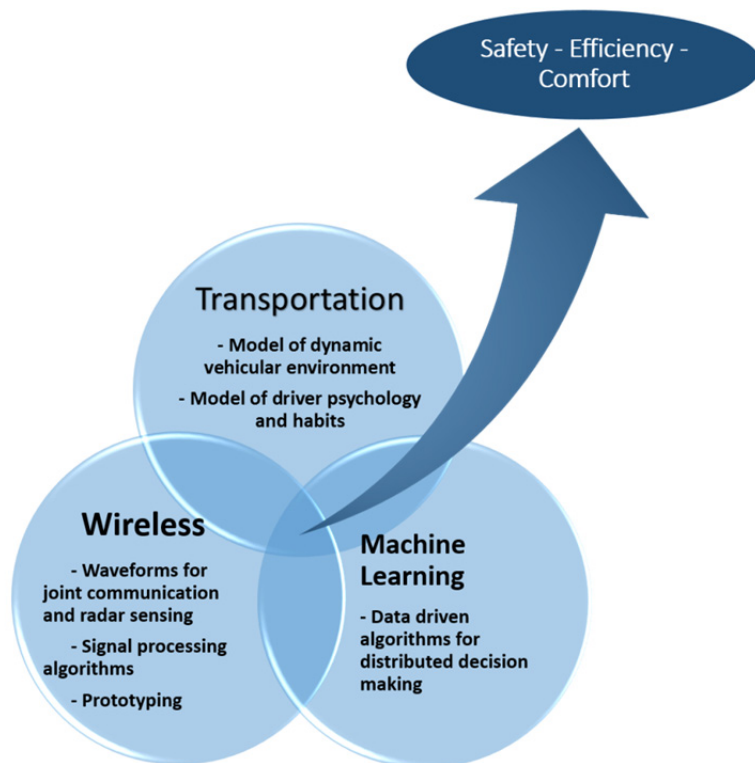 Safety - Efficiency -
Comfort
Transportation
- Model of dynamic
vehicular environment
- Model of driver psychology
and habits
Wireless
- Waveforms for
joint communication
and radar sensing
- Signal processing
algorithms
- Prototyping
Machine
Learning
- Data driven
algorithms for
distributed decision
making